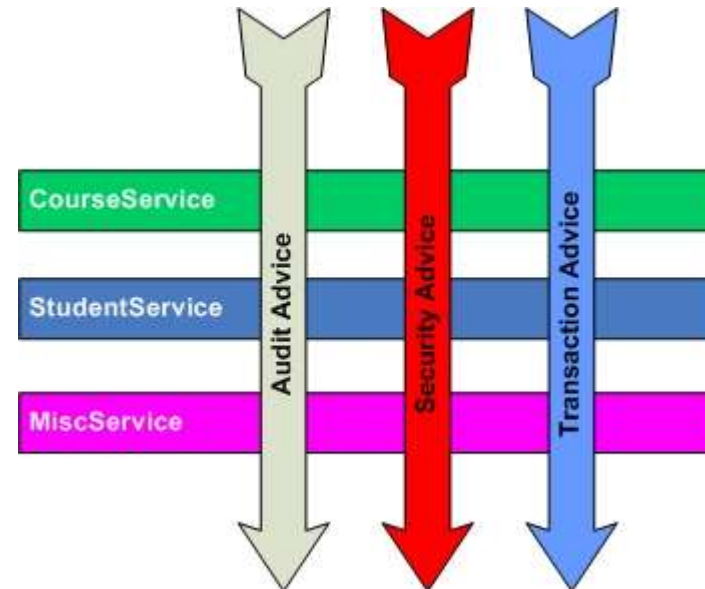 CourseService
StudentService
MiscService
Audit Advice
Security Advice
Transaction Advice